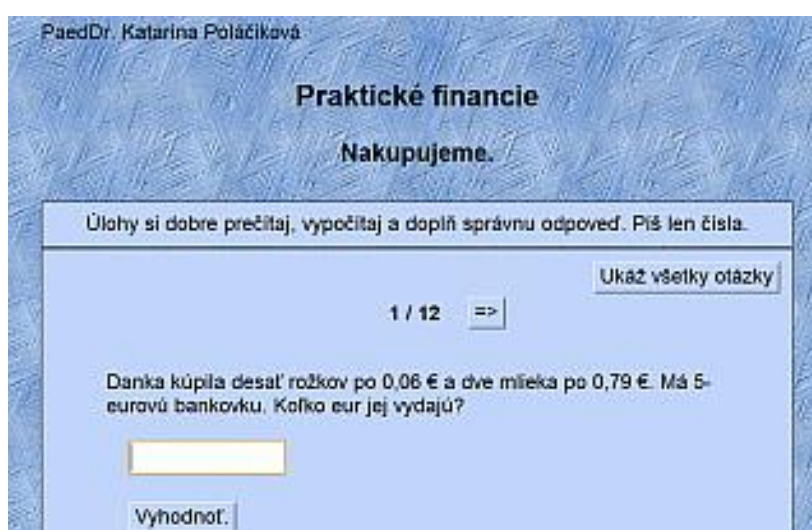 PaedDr. Katarína Poláčiková
Praktické financie
Nakupujeme.
Úlohy si dobre prečítaj, vypočítaj a doplň správnu odpoveď. Píš len čísla.
Ukáž všetky otázky
1 / 12 =>
Danka kúpila desať rožkov po 0,06 € a dve mlieka po 0,79 €. Má 5-
eurovú bankovku. Koľko eur jej vydajú?
Vyhodnoť.